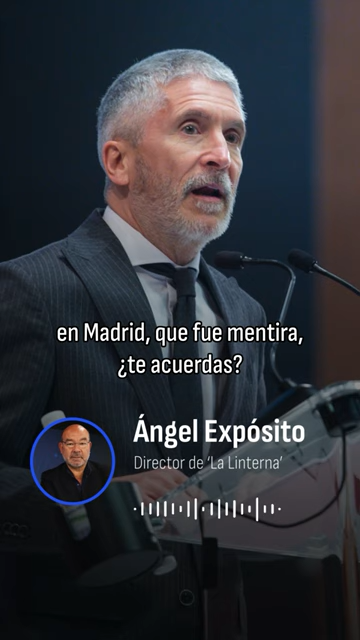 en Madrid, que fue mentira,
¿te acuerdas?
Ángel Expósito
Director de ‘La Linterna’